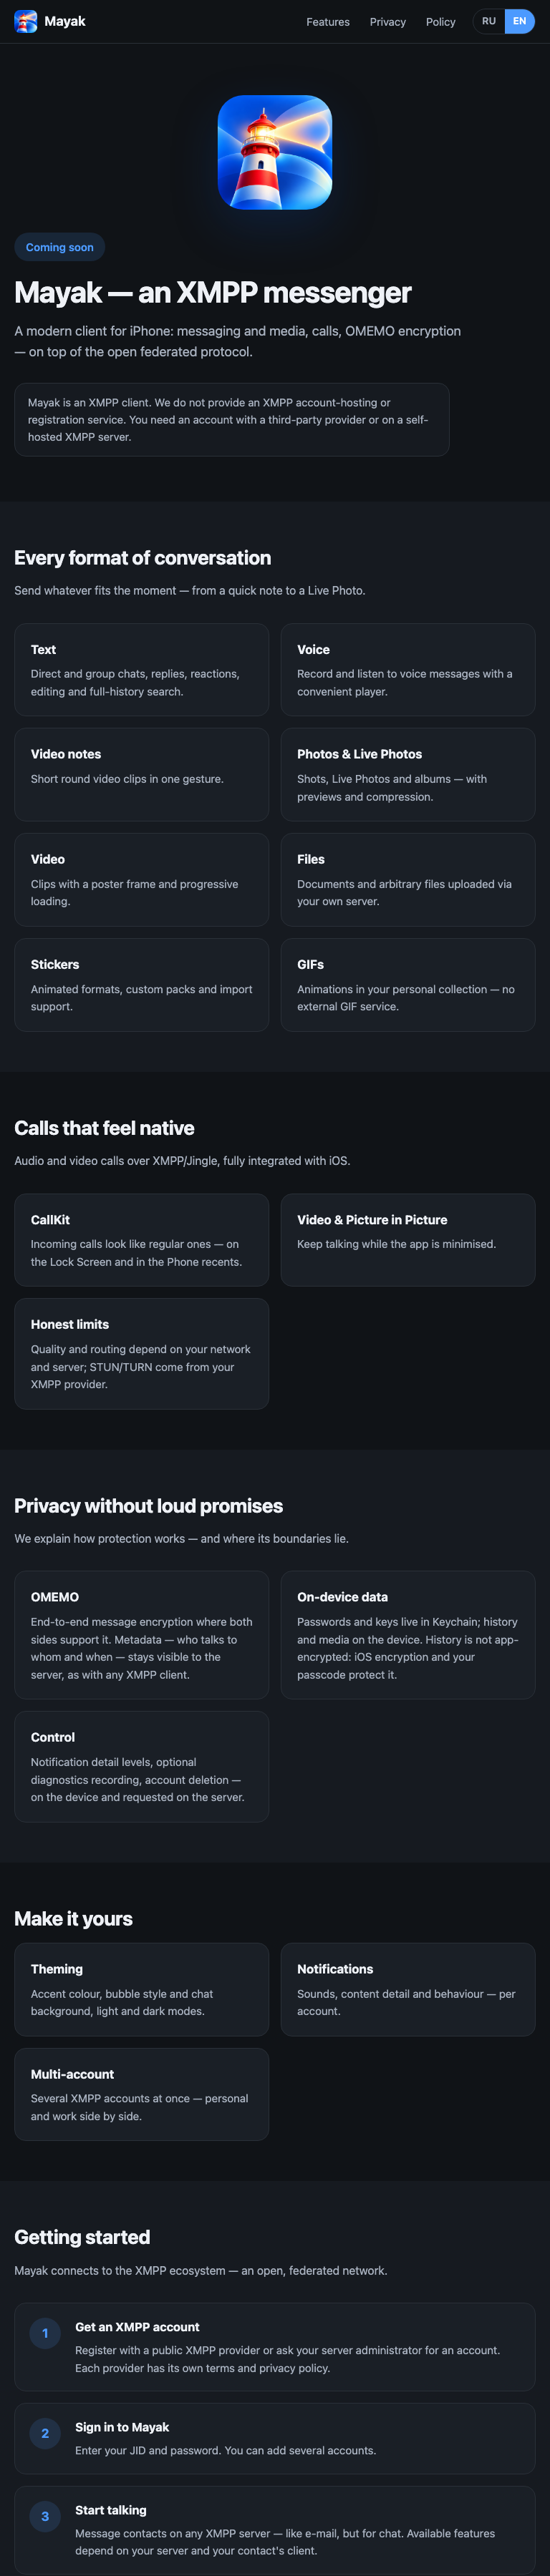 Mayak
Features
Privacy
Policy
RU
EN
Coming soon
Mayak — an XMPP messenger
A modern client for iPhone: messaging and media, calls, OMEMO encryption
— on top of the open federated protocol.
Mayak is an XMPP client. We do not provide an XMPP account-hosting or
registration service. You need an account with a third-party provider or on a self-
hosted XMPP server.
Every format of conversation
Send whatever fits the moment — from a quick note to a Live Photo.
Text
Direct and group chats, replies, reactions,
editing and full-history search.
Voice
Record and listen to voice messages with a
convenient player.
Video notes
Short round video clips in one gesture.
Photos & Live Photos
Shots, Live Photos and albums — with
previews and compression.
Video
Clips with a poster frame and progressive
loading.
Files
Documents and arbitrary files uploaded via
your own server.
Stickers
Animated formats, custom packs and import
support.
GIFs
Animations in your personal collection — no
external GIF service.
Calls that feel native
Audio and video calls over XMPP/Jingle, fully integrated with iOS.
CallKit
Incoming calls look like regular ones — on
the Lock Screen and in the Phone recents.
Video & Picture in Picture
Keep talking while the app is minimised.
Honest limits
Quality and routing depend on your network
and server; STUN/TURN come from your
XMPP provider.
Privacy without loud promises
We explain how protection works — and where its boundaries lie.
OMEMO
End-to-end message encryption where both
sides support it. Metadata — who talks to
whom and when — stays visible to the
server, as with any XMPP client.
On-device data
Passwords and keys live in Keychain; history
and media on the device. History is not app-
encrypted: iOS encryption and your
passcode protect it.
Control
Notification detail levels, optional
diagnostics recording, account deletion —
on the device and requested on the server.
Make it yours
Theming
Accent colour, bubble style and chat
background, light and dark modes.
Notifications
Sounds, content detail and behaviour — per
account.
Multi-account
Several XMPP accounts at once — personal
and work side by side.
Getting started
Mayak connects to the XMPP ecosystem — an open, federated network.
1
Get an XMPP account
Register with a public XMPP provider or ask your server administrator for an account.
Each provider has its own terms and privacy policy.
2
Sign in to Mayak
Enter your JID and password. You can add several accounts.
3
Start talking
Message contacts on any XMPP server — like e-mail, but for chat. Available features
depend on your server and your contact's client.